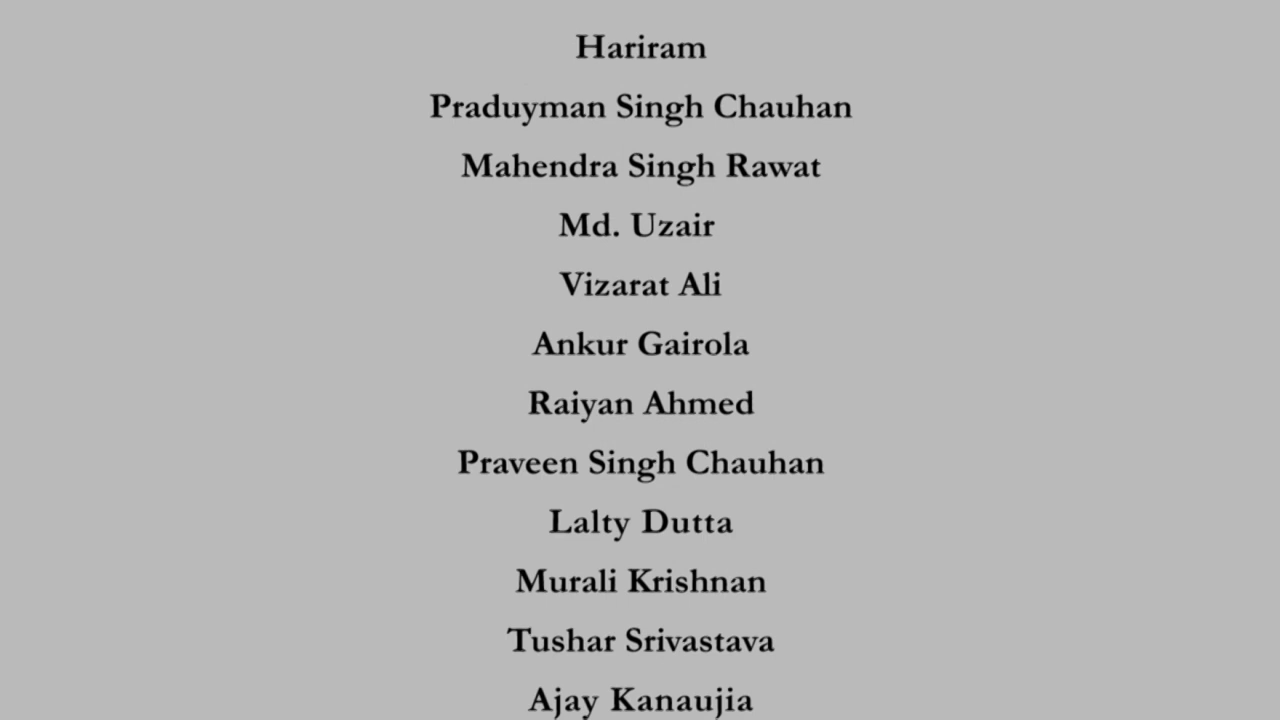 Hariram
Praduyman Singh Chauhan
Mahendra Singh Rawat
Md. Uzair
Vizarat Ali
Ankur Gairola
Raiyan Ahmed
Praveen Singh Chauhan
Lalty Dutta
Murali Krishnan
Tushar Srivastava
Ajay Kanaujia